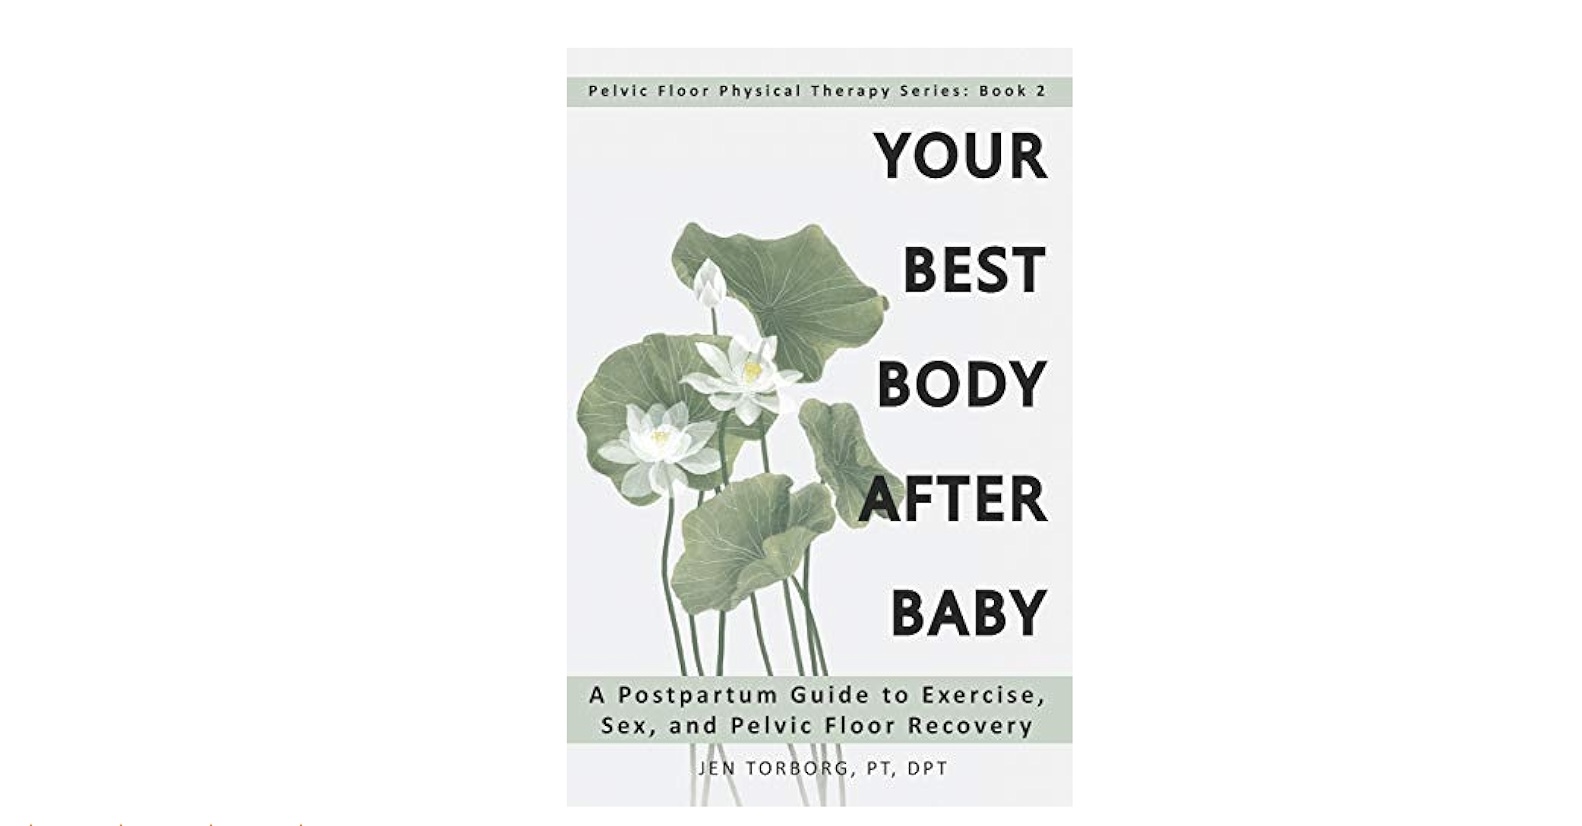 Pelvic Floor Physical Therapy Series: Book 2
YOUR
BEST
BODY
AFTER
BABY
A Postpartum Guide to Exercise,
Sex, and Pelvic Floor Recovery
JEN TORBORG, PT, DPT